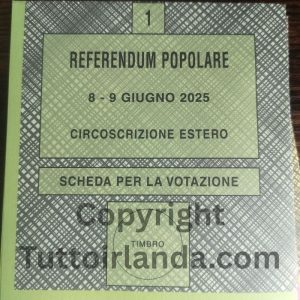 1
REFERENDUM POPOLARE
8 - 9 GIUGNO 2025
CIRCOSCRIZIONE ESTERO
SCHEDA PER LA VOTAZIONE
Copyright
TIMBRO
Tuttoirlanda.com